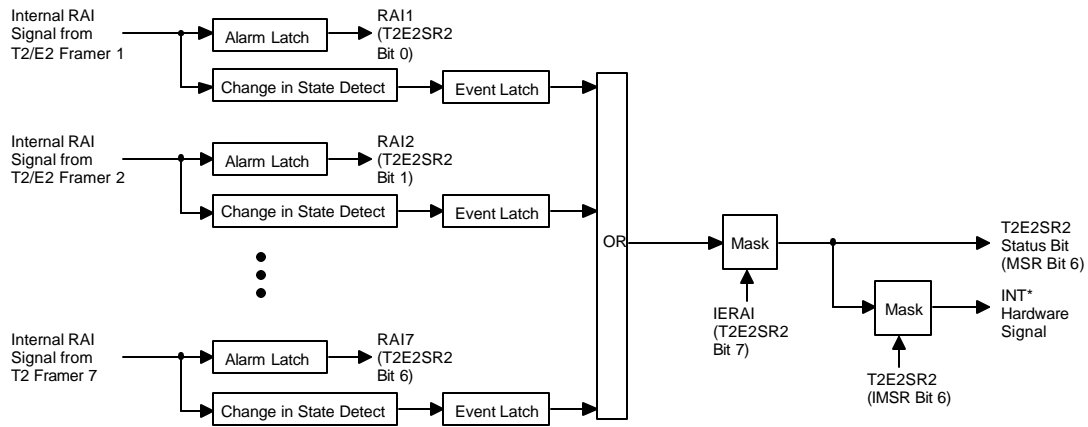 Internal RAI
Signal from
T2/E2 Framer 1
Alarm Latch
RAI1
(T2E2SR2
Bit 0)
Change in State Detect
Event Latch
Internal RAI
Signal from
T2/E2 Framer 2
Alarm Latch
RAI2
(T2E2SR2
Bit 1)
Change in State Detect
Event Latch
OR
Mask
T2E2SR2
Status Bit
(MSR Bit 6)
IERAI
(T2E2SR2
Bit 7)
Mask
INT*
Hardware
Signal
T2E2SR2
(IMSR Bit 6)
Internal RAI
Signal from
T2 Framer 7
Alarm Latch
RAI7
(T2E2SR2
Bit 6)
Change in State Detect
Event Latch